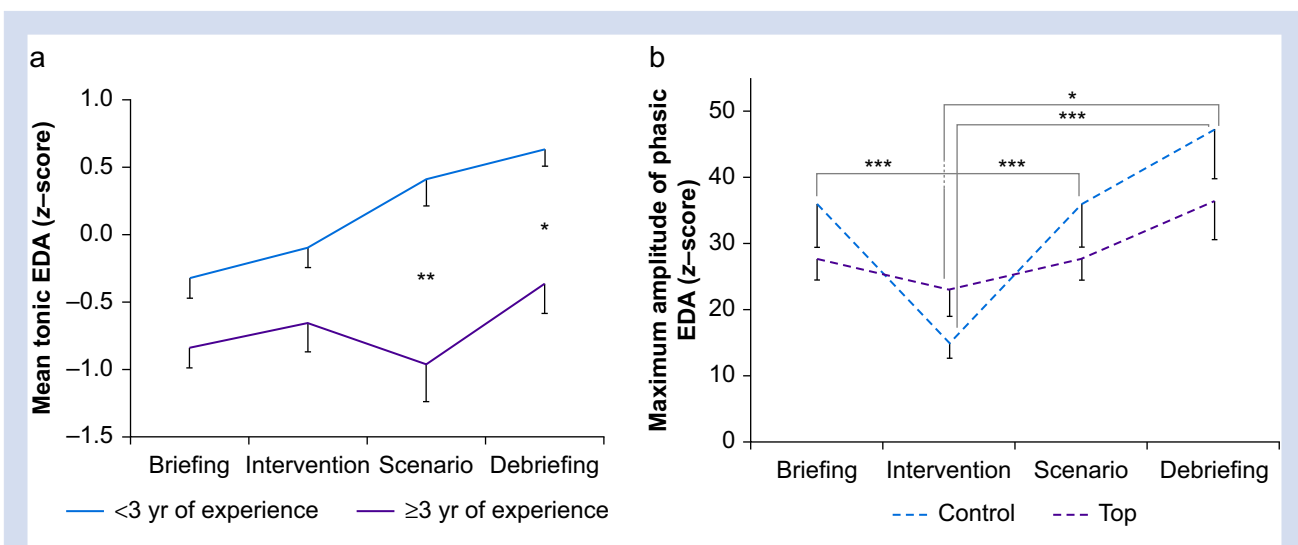 a
Mean tonic EDA (z–score)
1.0
0.5
0.0
–0.5
–1.0
–1.5
*
**
Briefing Intervention Scenario Debriefing
<3 yr of experience ≥3 yr of experience
b
Maximum amplitude of phasic
EDA (z–score)
50
40
30
20
10
0
*
***
*** ***
Briefing Intervention Scenario Debriefing
Control Top